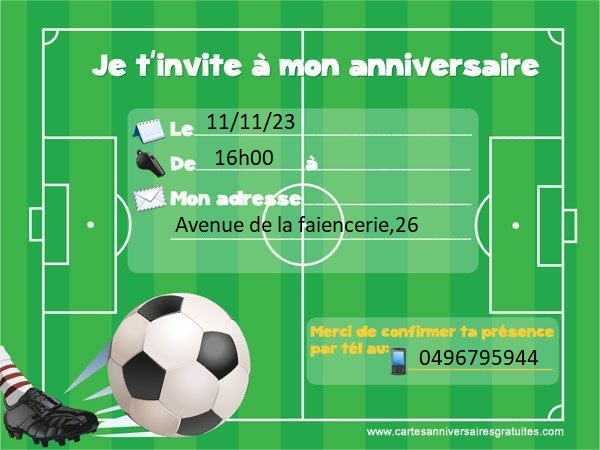 Je t'invite à mon anniversaire
Le 11/11/23
De 16h00 à
Mon adresse
Avenue de la faiencerie,26
Merci de confirmer ta présence
par tél au: 0496795944
www.cartesanniversairesgratuites.com